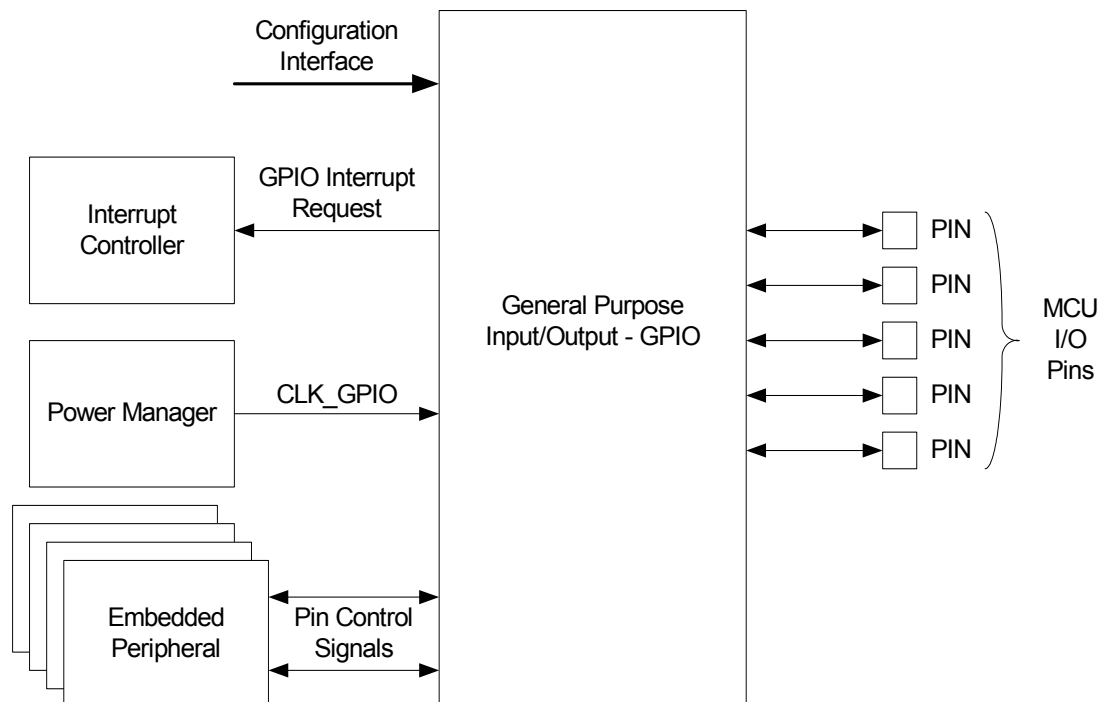 Configuration
Interface
Interrupt
Controller
GPIO Interrupt
Request
Power Manager
CLK_GPIO
Embedded
Peripheral
Pin Control
Signals
General Purpose
Input/Output - GPIO
PIN
PIN
PIN
PIN
PIN
MCU
I/O
Pins